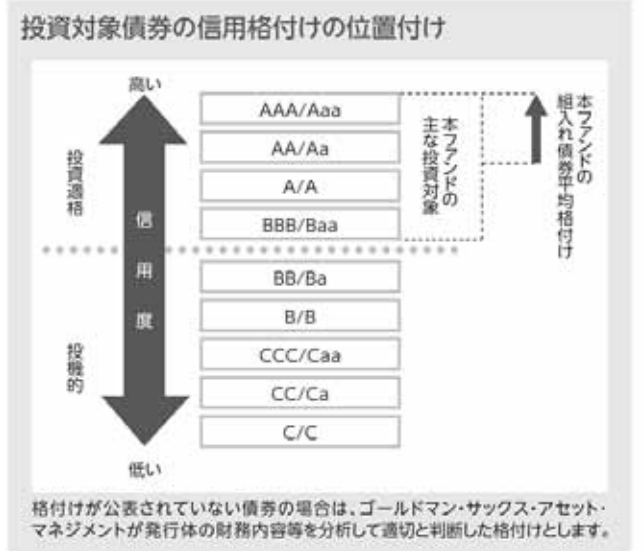 投資対象債券の信用格付けの位置付け
高い
投資適格
信用度
投機的
低い
AAA/Aaa
AA/Aa
A/A
BBB/Baa
BB/Ba
B/B
CCC/Caa
CC/Ca
C/C
本ファンドの
主な投資対象
本ファンドの
組入れ債券平均格付け
格付けが公表されていない債券の場合は、ゴールドマン・サックス・アセット・
マネジメントが発行体の財務内容等を分析して適切と判断した格付けとします。